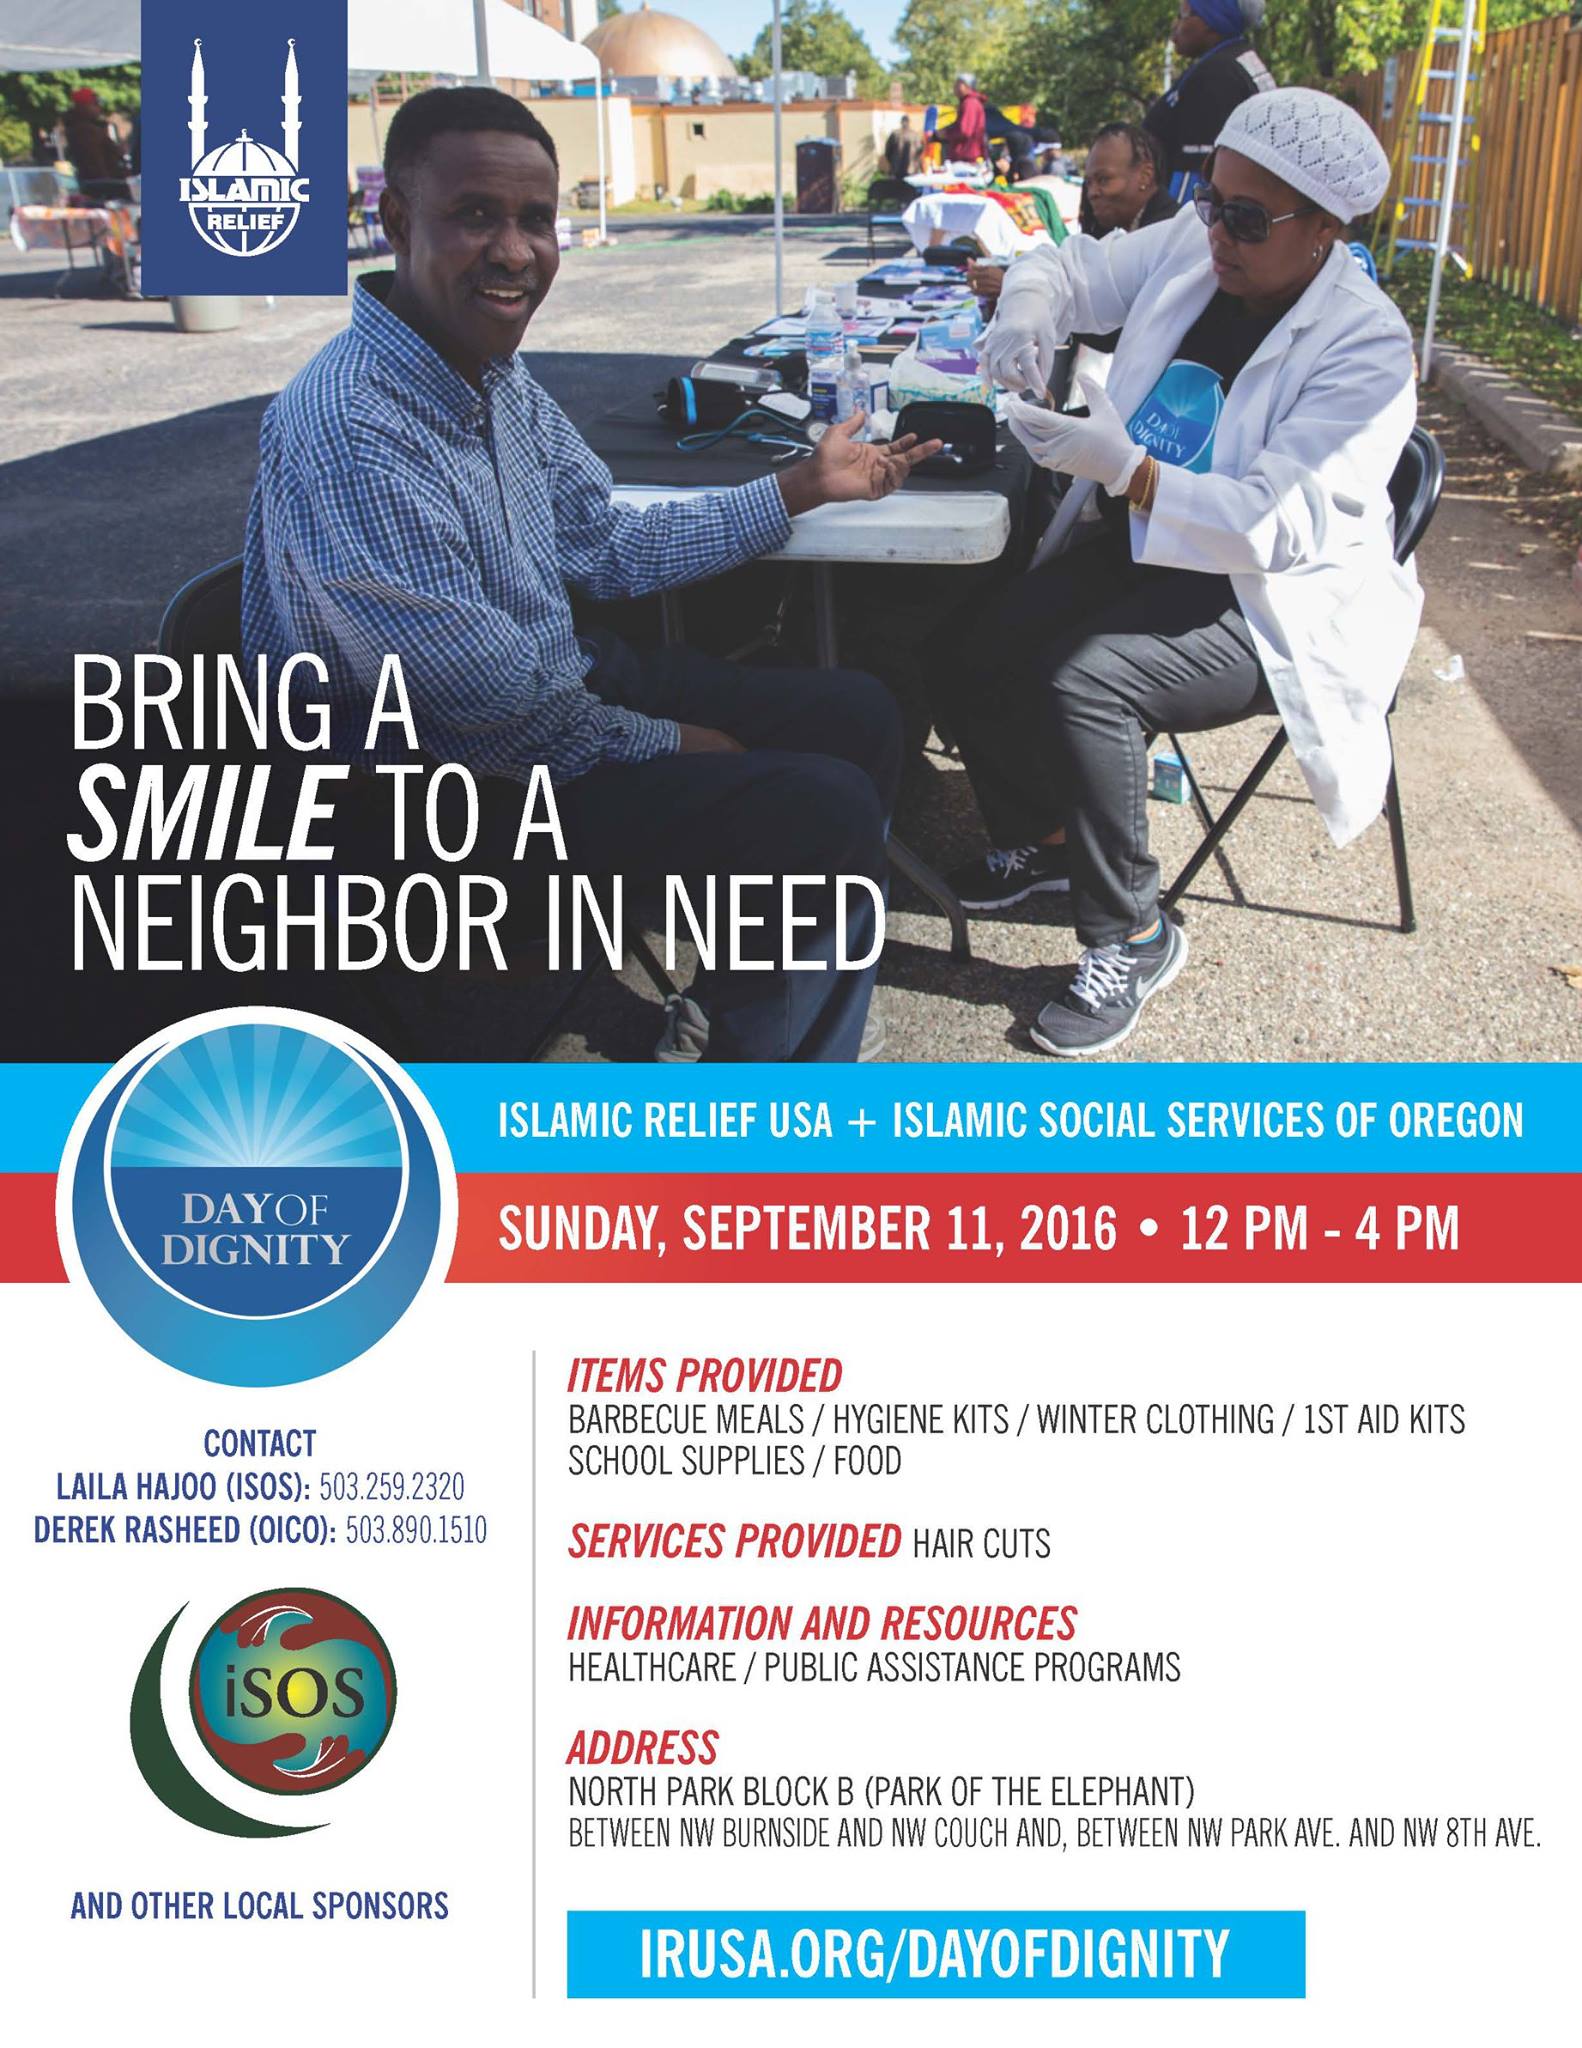 ISLAMIC
RELIEF
DAY OF
DIGNITY
BRING A
SMILE TO A
NEIGHBOR IN NEED
ISLAMIC RELIEF USA + ISLAMIC SOCIAL SERVICES OF OREGON
DAY OF
DIGNITY
SUNDAY, SEPTEMBER 11, 2016 • 12 PM - 4 PM
CONTACT
LAILA HAJOO (ISOS): 503.259.2320
DEREK RASHEED (OICO): 503.890.1510
iSOS
AND OTHER LOCAL SPONSORS
ITEMS PROVIDED
BARBECUE MEALS / HYGIENE KITS / WINTER CLOTHING / 1ST AID KITS
SCHOOL SUPPLIES / FOOD
SERVICES PROVIDED HAIR CUTS
INFORMATION AND RESOURCES
HEALTHCARE / PUBLIC ASSISTANCE PROGRAMS
ADDRESS
NORTH PARK BLOCK B (PARK OF THE ELEPHANT)
BETWEEN NW BURNSIDE AND NW COUCH AND, BETWEEN NW PARK AVE. AND NW 8TH AVE.
IRUSA.ORG/DAYOFDIGNITY